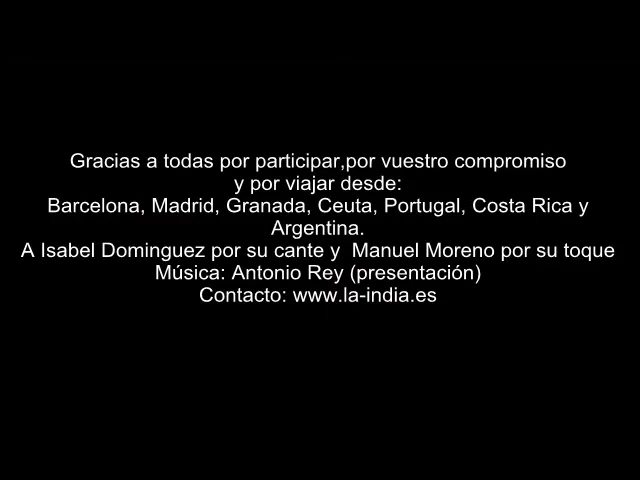 Gracias a todas por participar,por vuestro compromiso
y por viajar desde:
Barcelona, Madrid, Granada, Ceuta, Portugal, Costa Rica y
Argentina.
A Isabel Dominguez por su cante y  Manuel Moreno por su toque
Música: Antonio Rey (presentación)
Contacto: www.la-india.es